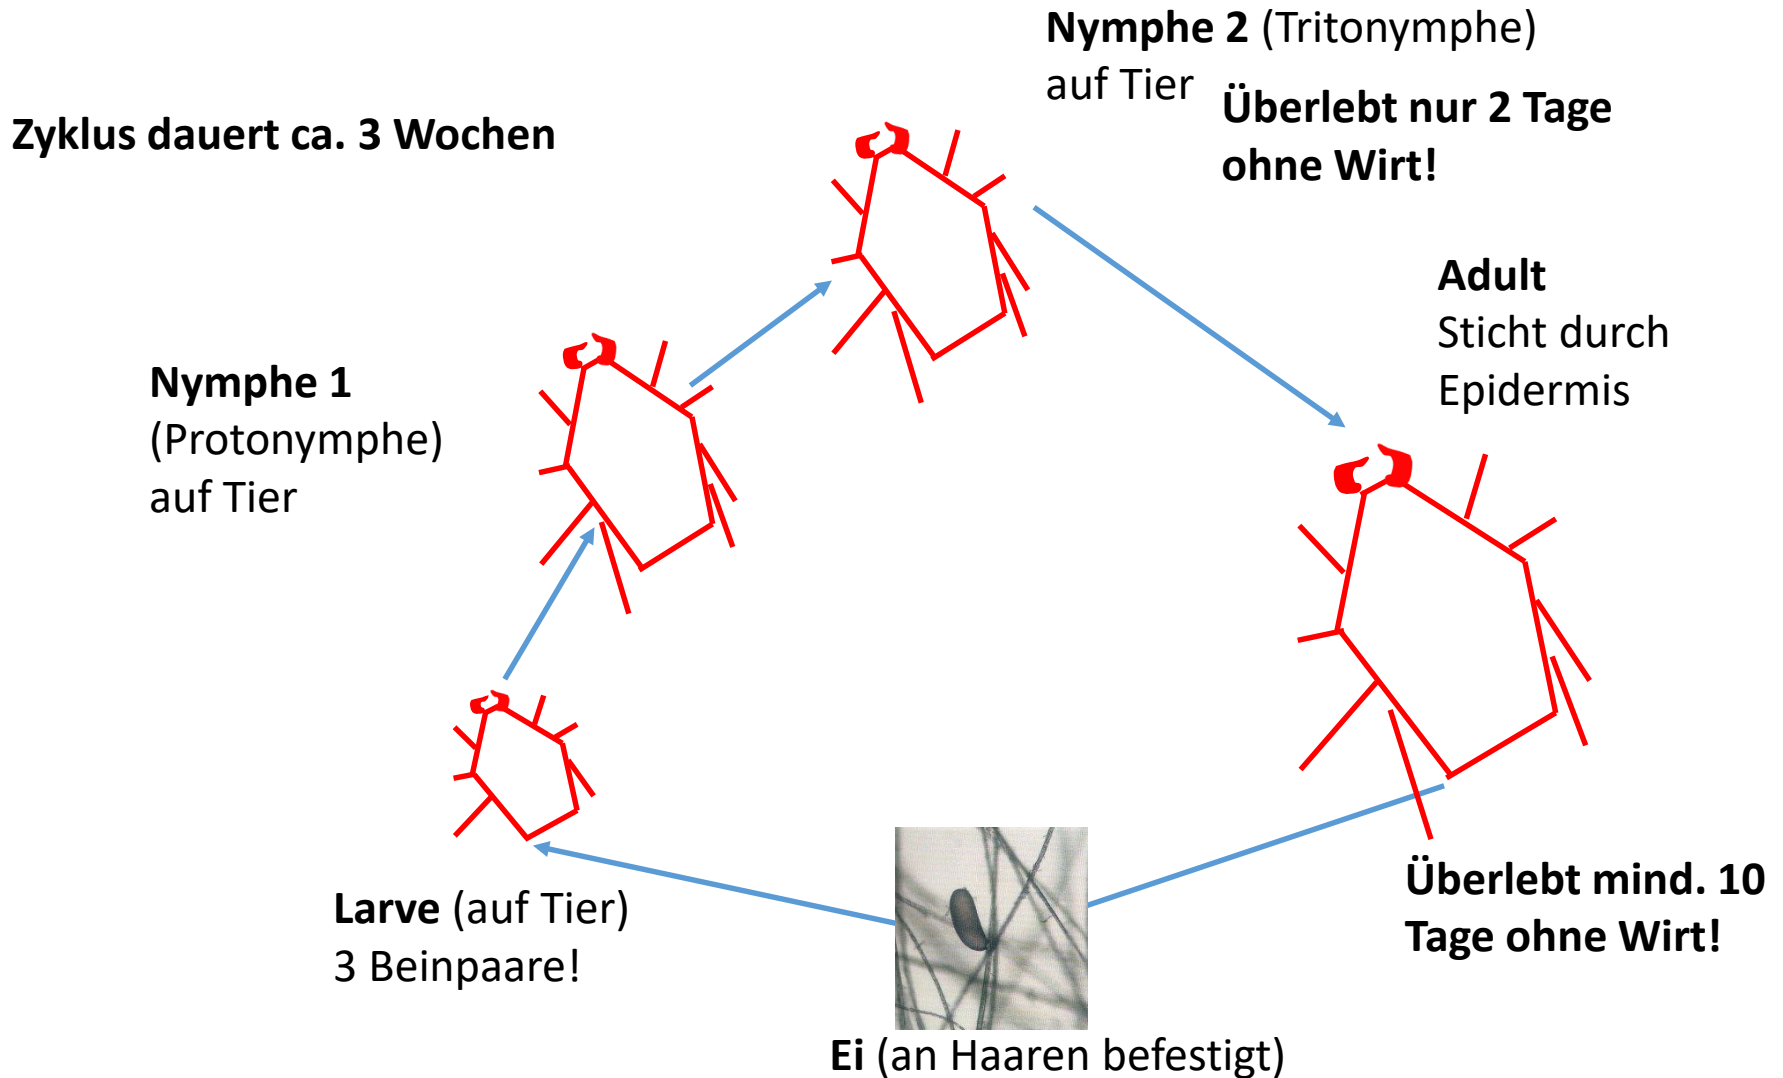 Nymphe 2 (Tritonymphe)
auf Tier
Überlebt nur 2 Tage
ohne Wirt!
Zyklus dauert ca. 3 Wochen
Adult
Sticht durch
Epidermis
Nymphe 1
(Protonymphe)
auf Tier
Überlebt mind. 10
Tage ohne Wirt!
Larve (auf Tier)
3 Beinpaare!
Ei (an Haaren befestigt)